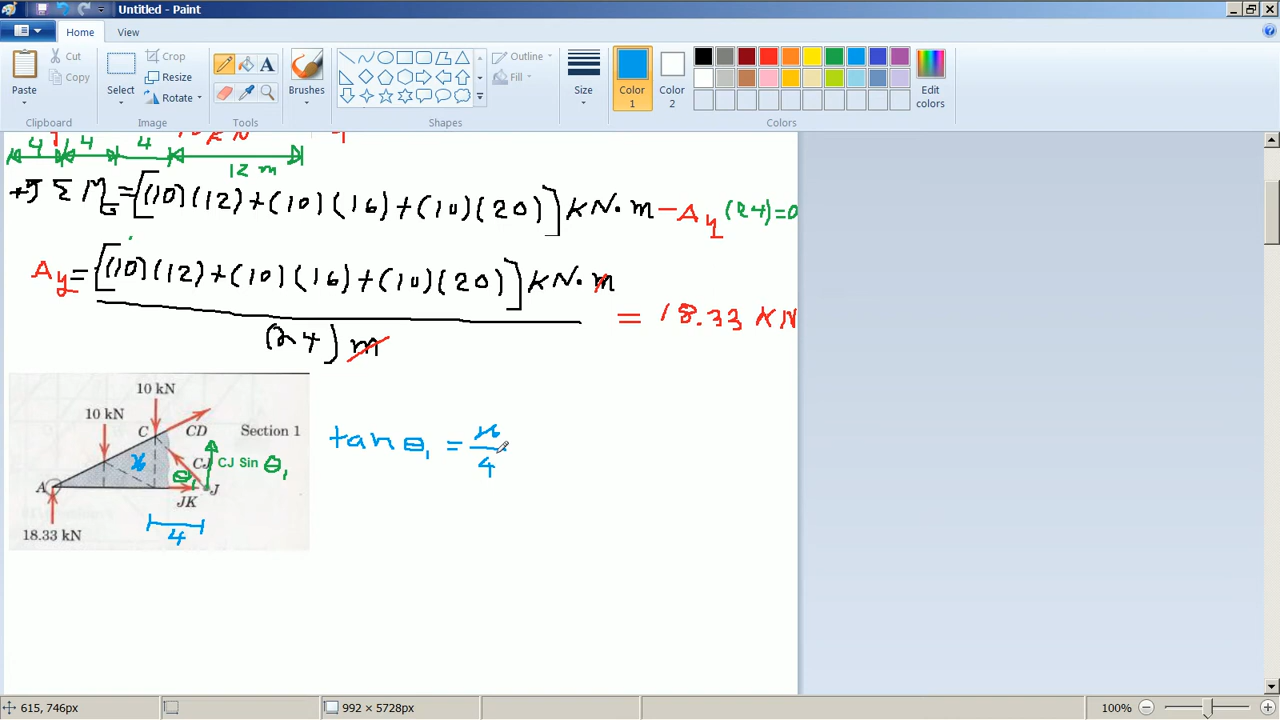 Untitled - Paint
Home View
Paste Cut Copy Clipboard
Select Crop Resize Rotate Image
Tools
Brushes
Outline Fill Shapes
Size
Color 1 Color 2 Edit colors Colors
4 4 4 12 m
+ Σ M_G = [(10)(12)+(10)(16)+(10)(20)] kN·m - A_y (24)=0
A_y = [(10)(12)+(10)(16)+(10)(20)] kN·m
(24) m
= 18.33 KN
10 kN
10 kN
C CD Section 1
x CJ CJ Sin θ₁
A θ₁ J
JK
18.33 kN 4
tan θ₁ = x
4
615, 746px 992 × 5728px 100%